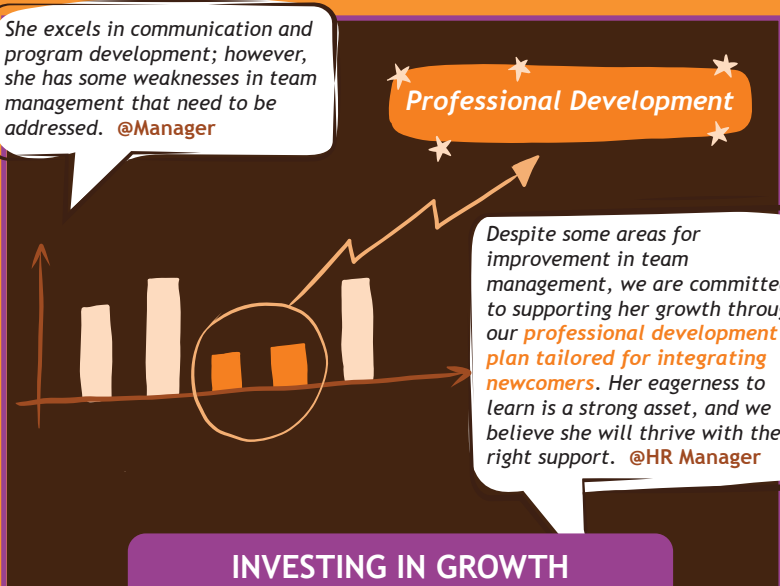 She excels in communication and
program development; however,
she has some weaknesses in team
management that need to be
addressed. @Manager
Professional Development
Despite some areas for
improvement in team
management, we are
to supporting her growth
our professional development
plan tailored for integrating
newcomers. Her eagerness to
learn is a strong asset, and we
believe she will thrive with the
right support. @HR Manager
INVESTING IN GROWTH